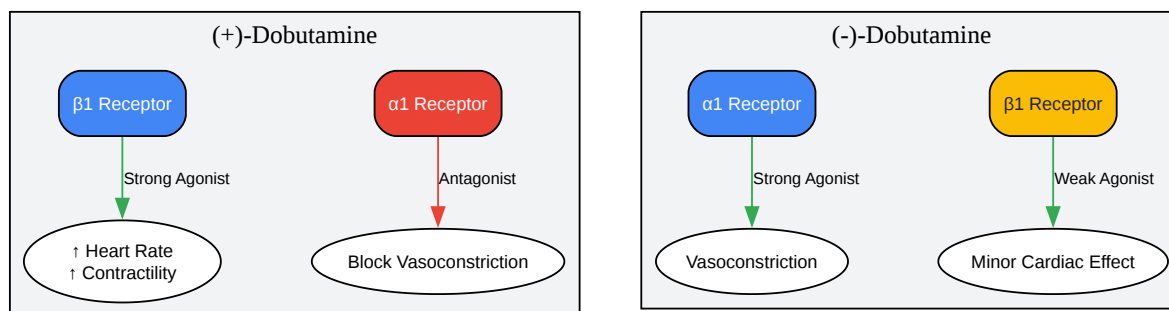 (+)-Dobutamine
β1 Receptor
α1 Receptor
Strong Agonist
Antagonist
↑ Heart Rate
↑ Contractility
Block Vasoconstriction
(-)-Dobutamine
α1 Receptor
β1 Receptor
Strong Agonist
Weak Agonist
Vasoconstriction
Minor Cardiac Effect